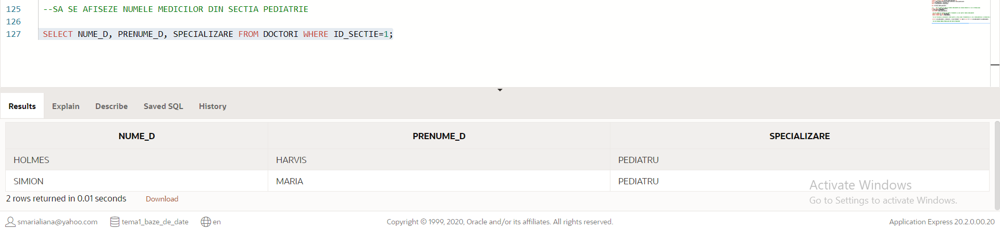 125 --SA SE AFISEZE NUMELE MEDICILOR DIN SECTIA PEDIATRIE
126
127 SELECT NUME_D, PRENUME_D, SPECIALIZARE FROM DOCTORI WHERE ID_SECTIE=1;
Results Explain Describe Saved SQL History
NUME_D PRENUME_D SPECIALIZARE
HOLMES HARVIS PEDIATRU
SIMION MARIA PEDIATRU
2 rows returned in 0.01 seconds Download
Activate Windows
Go to Settings to activate Windows.
smarialiana@yahoo.com tema1_baze_de_date en Copyright © 1999, 2020, Oracle and/or its affiliates. All rights reserved. Application Express 20.2.0.00.20